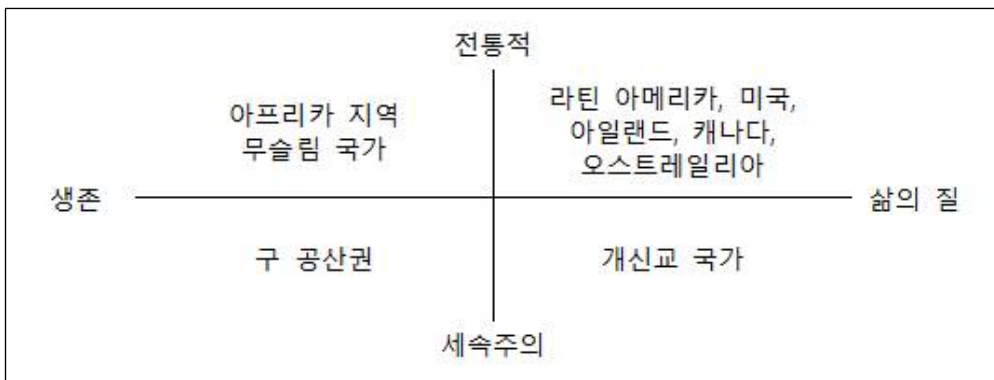 전통적
아프리카 지역
무슬림 국가
라틴 아메리카, 미국,
아일랜드, 캐나다,
오스트레일리아
생존
삶의 질
구 공산권
개신교 국가
세속주의